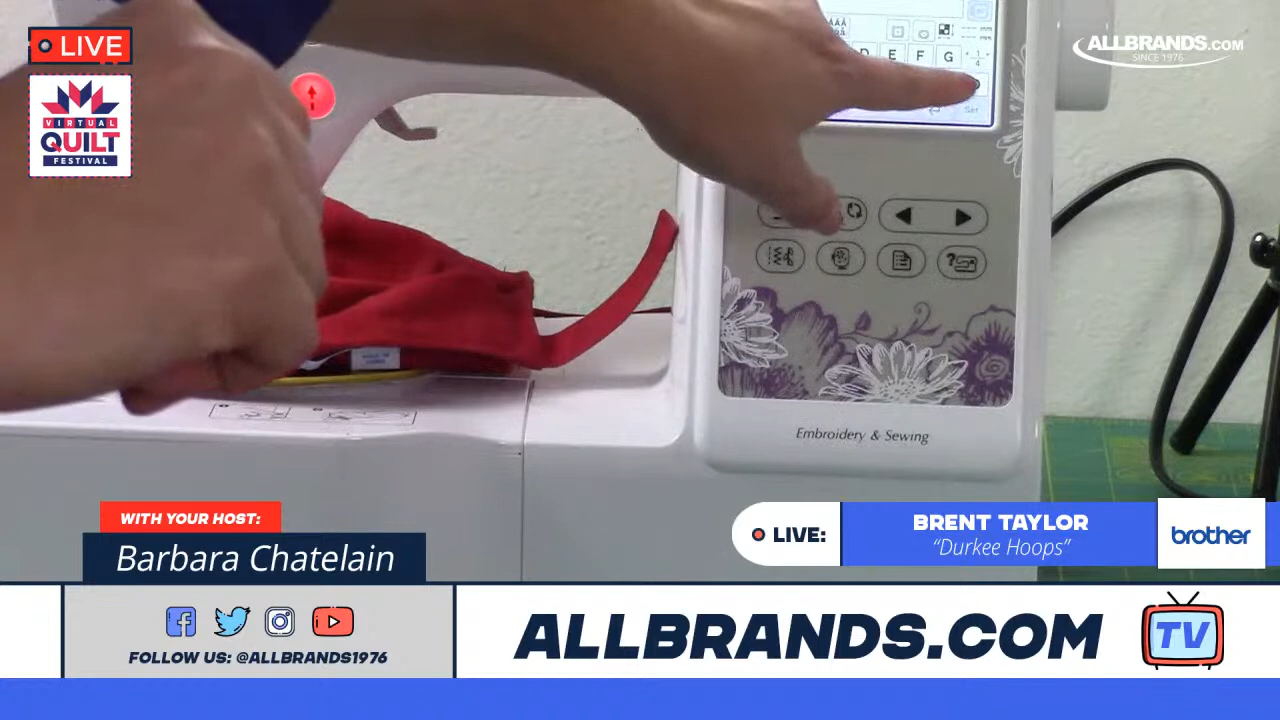 LIVE
VIRTUAL
QUILT
FESTIVAL
ALLBRANDS.COM
SINCE 1976
E F G
Set
Embroidery & Sewing
WITH YOUR HOST:
Barbara Chatelain
LIVE:
BRENT TAYLOR
“Durkee Hoops”
brother
FOLLOW US: @ALLBRANDS1976
ALLBRANDS.COM
TV